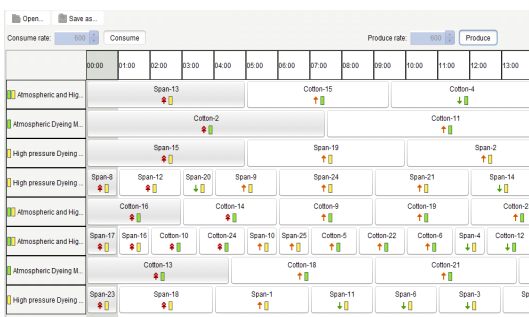 Open... Save as...
Consume rate: 600 Consume Produce rate: 600 Produce
00:00 01:00 02:00 03:00 04:00 05:00 06:00 07:00 08:00 09:00 10:00 11:00 12:00 13:00
Atmospheric and Hig... Span-13 Cotton-15 Cotton-4
Atmospheric Dyeing M... Cotton-2 Cotton-11
High pressure Dyeing ... Span-15 Span-19 Span-2
High pressure Dyeing ... Span-8 Span-12 Span-20 Span-9 Span-24 Span-21 Span-14
Atmospheric and Hig... Cotton-16 Cotton-14 Cotton-9 Cotton-19 Cotton-2
Atmospheric and Hig... Span-17 Span-16 Cotton-10 Cotton-24 Span-10 Span-25 Cotton-5 Cotton-22 Cotton-6 Span-4 Cotton-12
Atmospheric Dyeing M... Cotton-13 Cotton-18 Cotton-21
High pressure Dyeing ... Span-23 Span-18 Span-1 Span-11 Span-6 Span-3 Sp